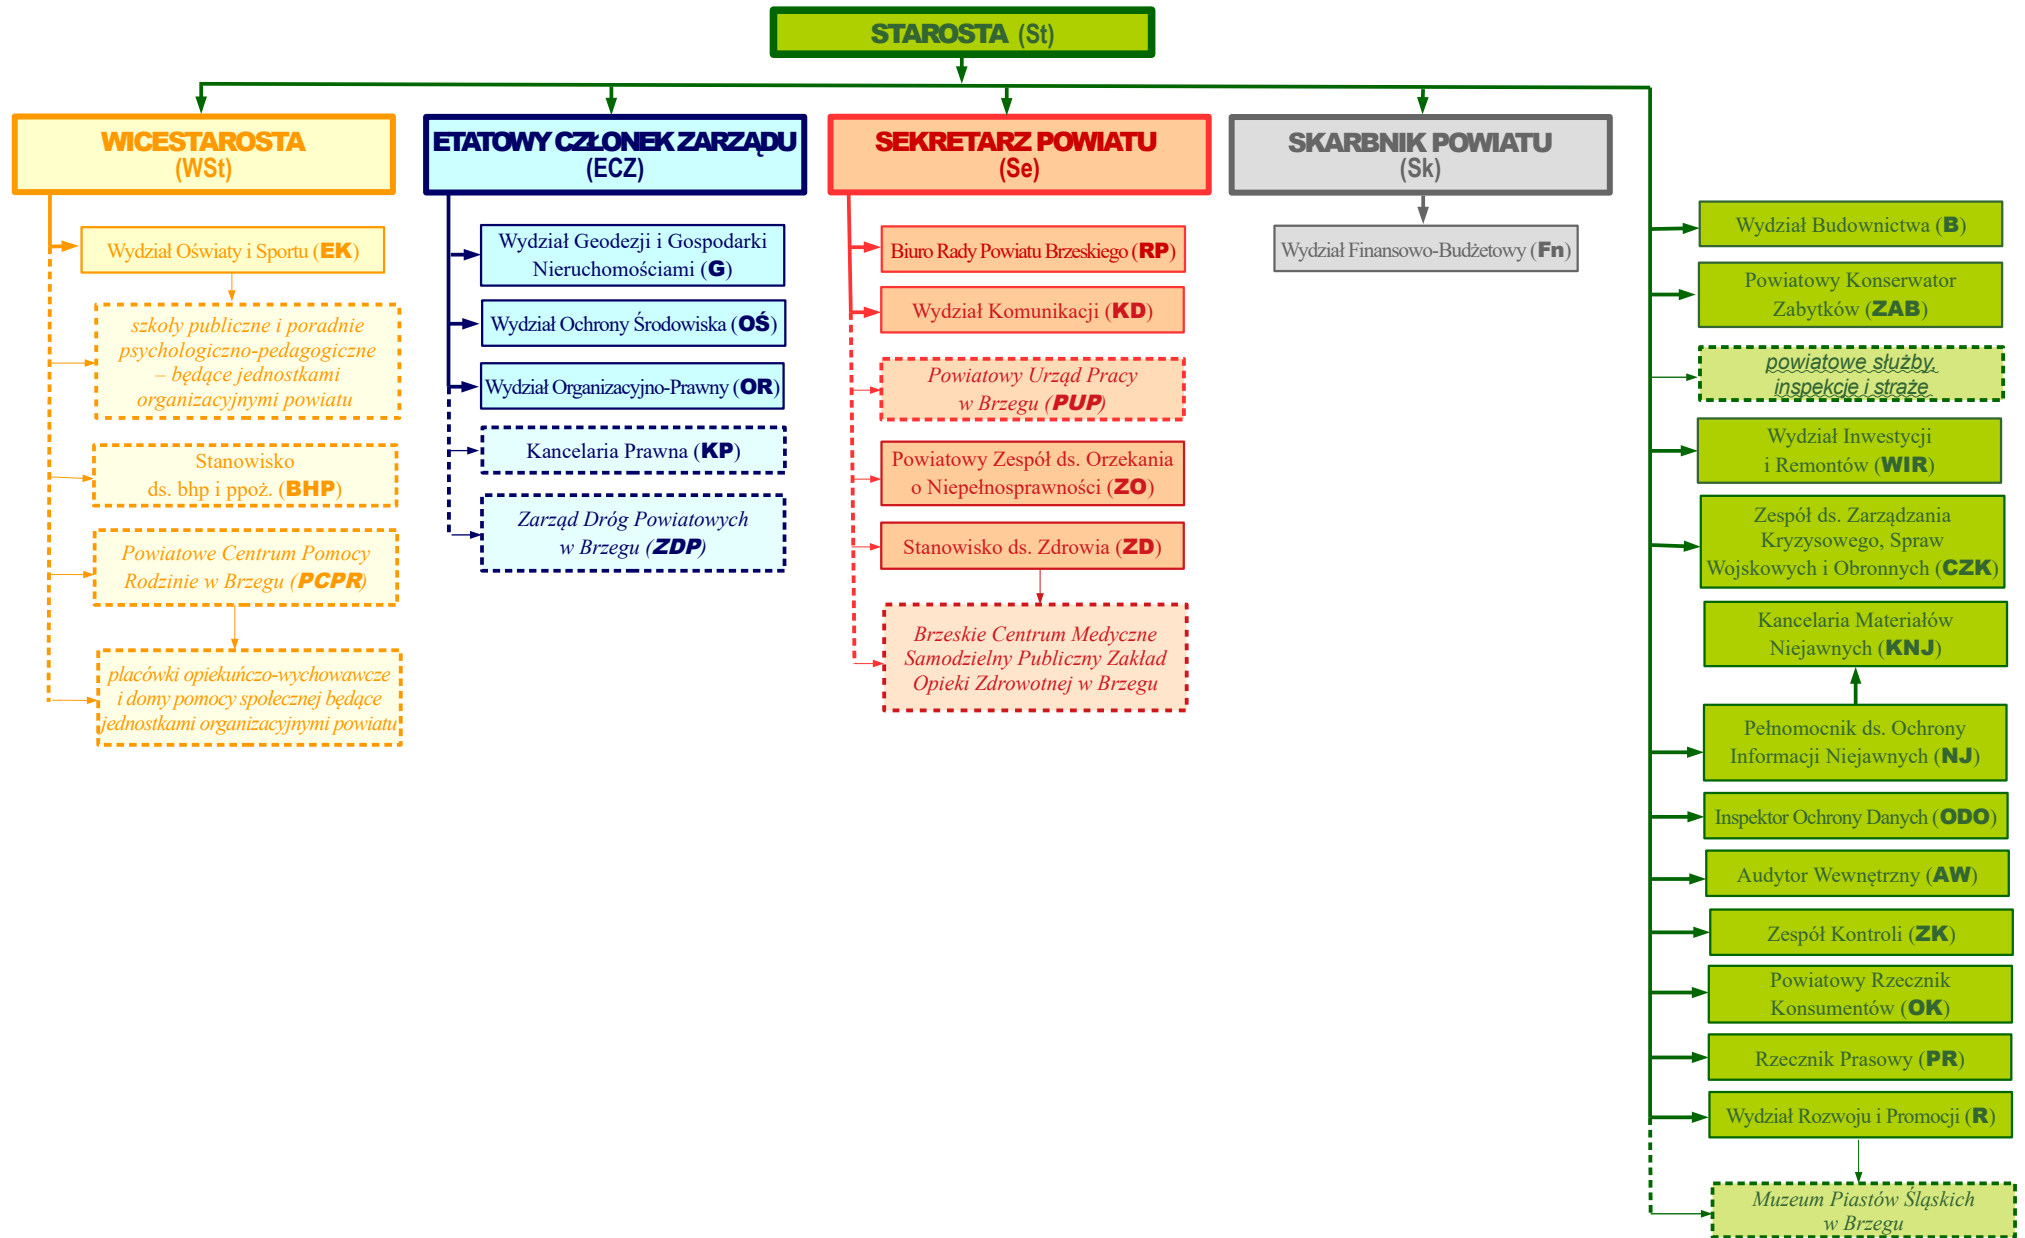 STAROSTA (St)
WICESTAROSTA
(WSt)
Wydział Oświaty i Sportu (EK)
szkoły publiczne i poradnie
psychologiczno-pedagogiczne
– będące jednostkami
organizacyjnymi powiatu
Stanowisko
ds. bhp i ppoż. (BHP)
Powiatowe Centrum Pomocy
Rodzinie w Brzegu (PCPR)
placówki opiekuńczo-wychowawcze
i domy pomocy społecznej będące
jednostkami organizacyjnymi powiatu
ETATOWY CZŁONEK ZARZĄDU
(ECZ)
Wydział Geodezji i Gospodarki
Nieruchomościami (G)
Wydział Ochrony Środowiska (OŚ)
Wydział Organizacyjno-Prawny (OR)
Kancelaria Prawna (KP)
Zarząd Dróg Powiatowych
w Brzegu (ZDP)
SEKRETARZ POWIATU
(Se)
Biuro Rady Powiatu Brzeskiego (RP)
Wydział Komunikacji (KD)
Powiatowy Urząd Pracy
w Brzegu (PUP)
Powiatowy Zespół ds. Orzekania
o Niepełnosprawności (ZO)
Stanowisko ds. Zdrowia (ZD)
Brzeskie Centrum Medyczne
Samodzielny Publiczny Zakład
Opieki Zdrowotnej w Brzegu
SKARBNIK POWIATU
(Sk)
Wydział Finansowo-Budżetowy (Fn)
Wydział Budownictwa (B)
Powiatowy Konserwator
Zabytków (ZAB)
powiatowe służby,
inspekcje i straże
Wydział Inwestycji
i Remontów (WIR)
Zespół ds. Zarządzania
Kryzysowego, Spraw
Wojskowych i Obronnych (CZK)
Kancelaria Materiałów
Niejawnych (KNJ)
Pełnomocnik ds. Ochrony
Informacji Niejawnych (NJ)
Inspektor Ochrony Danych (ODO)
Audytor Wewnętrzny (AW)
Zespół Kontroli (ZK)
Powiatowy Rzecznik
Konsumentów (OK)
Rzecznik Prasowy (PR)
Wydział Rozwoju i Promocji (R)
Muzeum Piastów Śląskich
w Brzegu